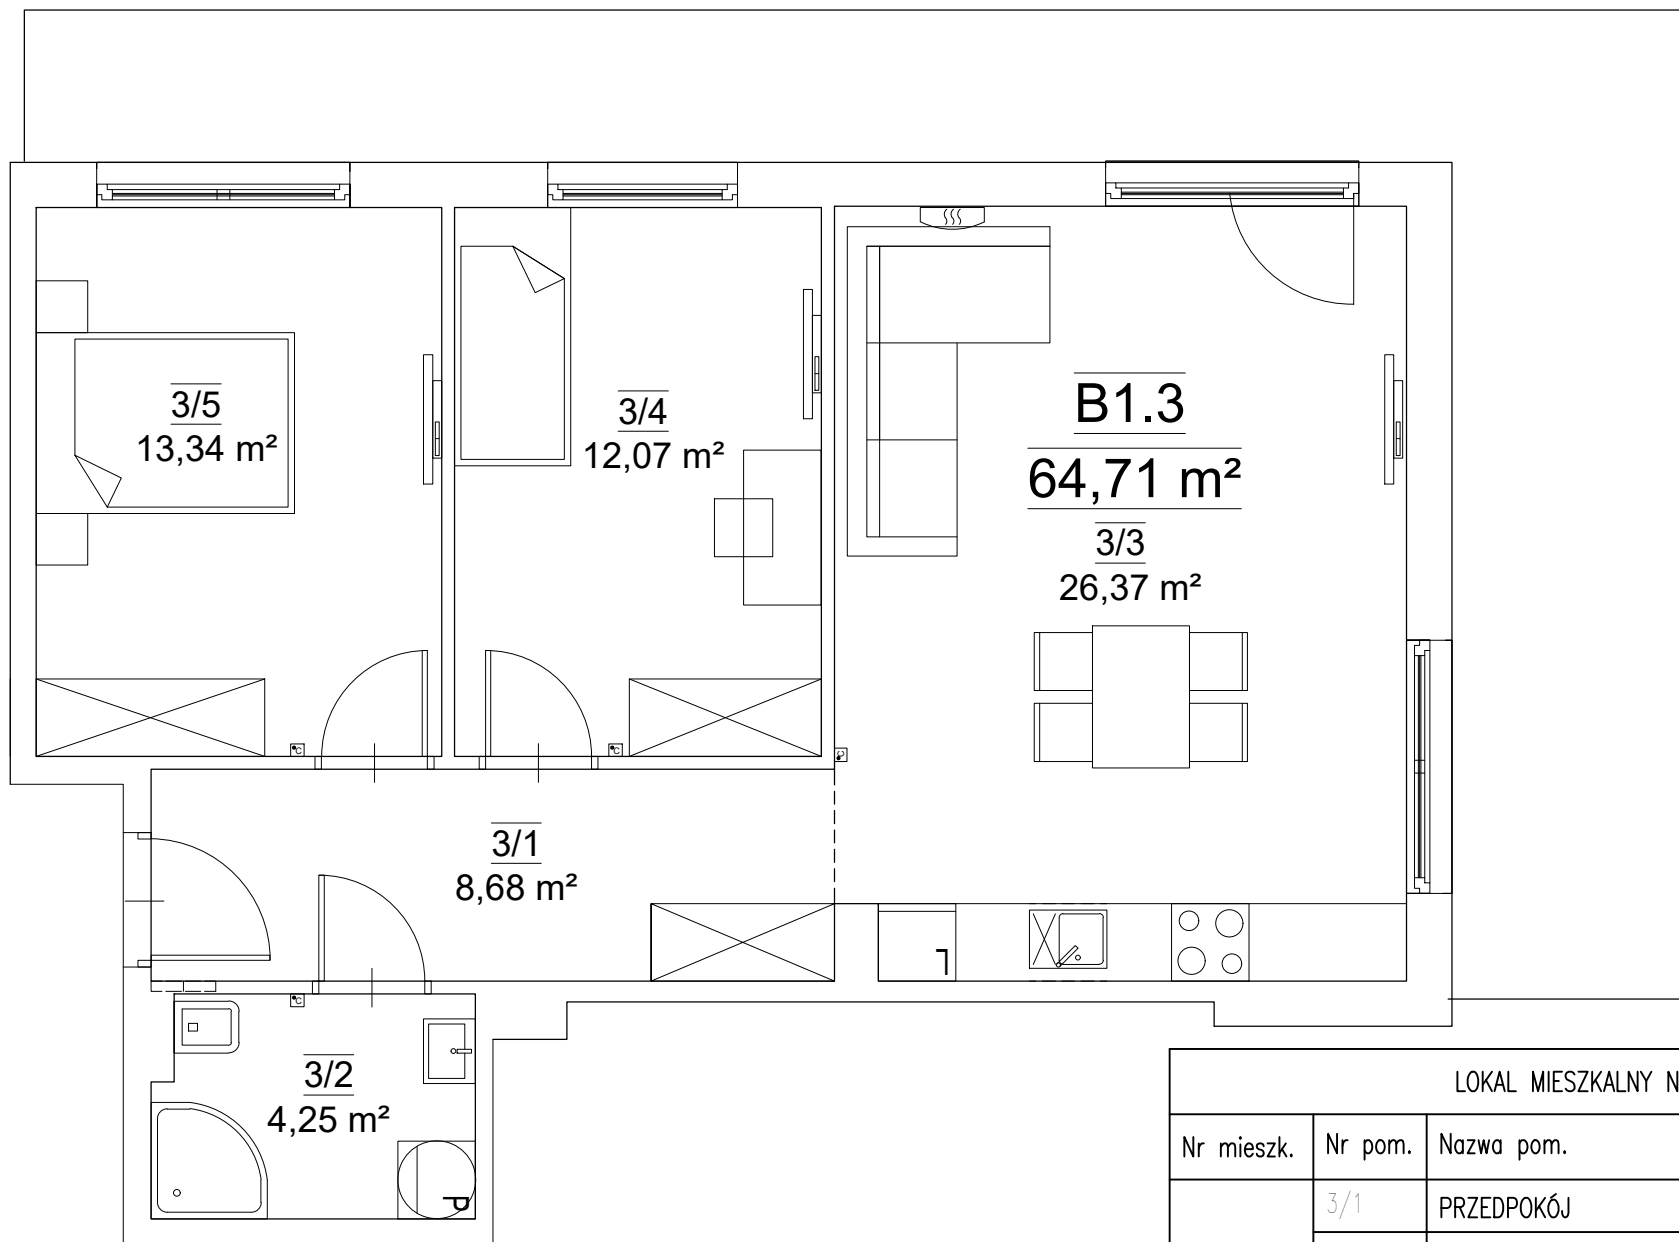 3/5
13,34 m²
3/4
12,07 m²
B1.3
64,71 m²
3/3
26,37 m²
°C
°C
°C
3/1
8,68 m²
L
°C
3/2
4,25 m²
P
LOKAL MIESZKALNY N
Nr mieszk. Nr pom. Nazwa pom.
3/1 PRZEDPOKÓJ